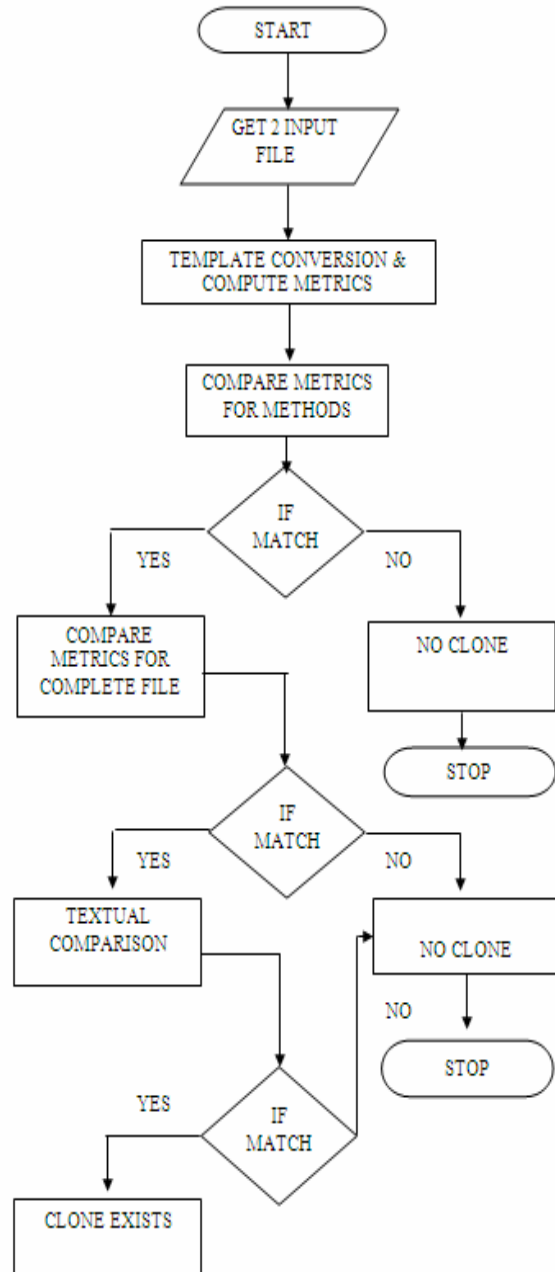 START
GET 2 INPUT
FILE
TEMPLATE CONVERSION &
COMPUTE METRICS
COMPARE METRICS
FOR METHODS
IF
MATCH
YES
NO
COMPARE
METRICS FOR
COMPLETE FILE
NO CLONE
STOP
IF
MATCH
YES
NO
TEXTUAL
COMPARISON
NO CLONE
NO
STOP
YES
IF
MATCH
CLONE EXISTS